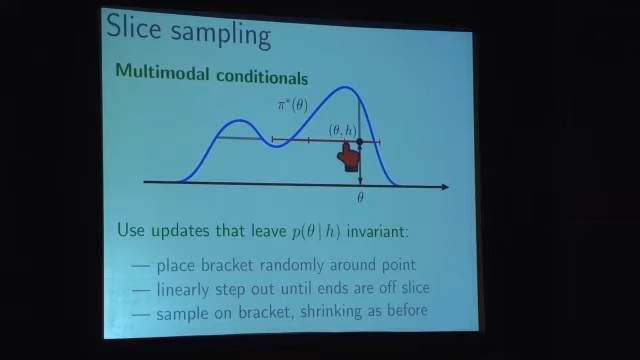 Slice sampling
Multimodal conditionals
π*(θ)
(θ, h)
θ
Use updates that leave p(θ | h) invariant:
— place bracket randomly around point
— linearly step out until ends are off slice
— sample on bracket, shrinking as before